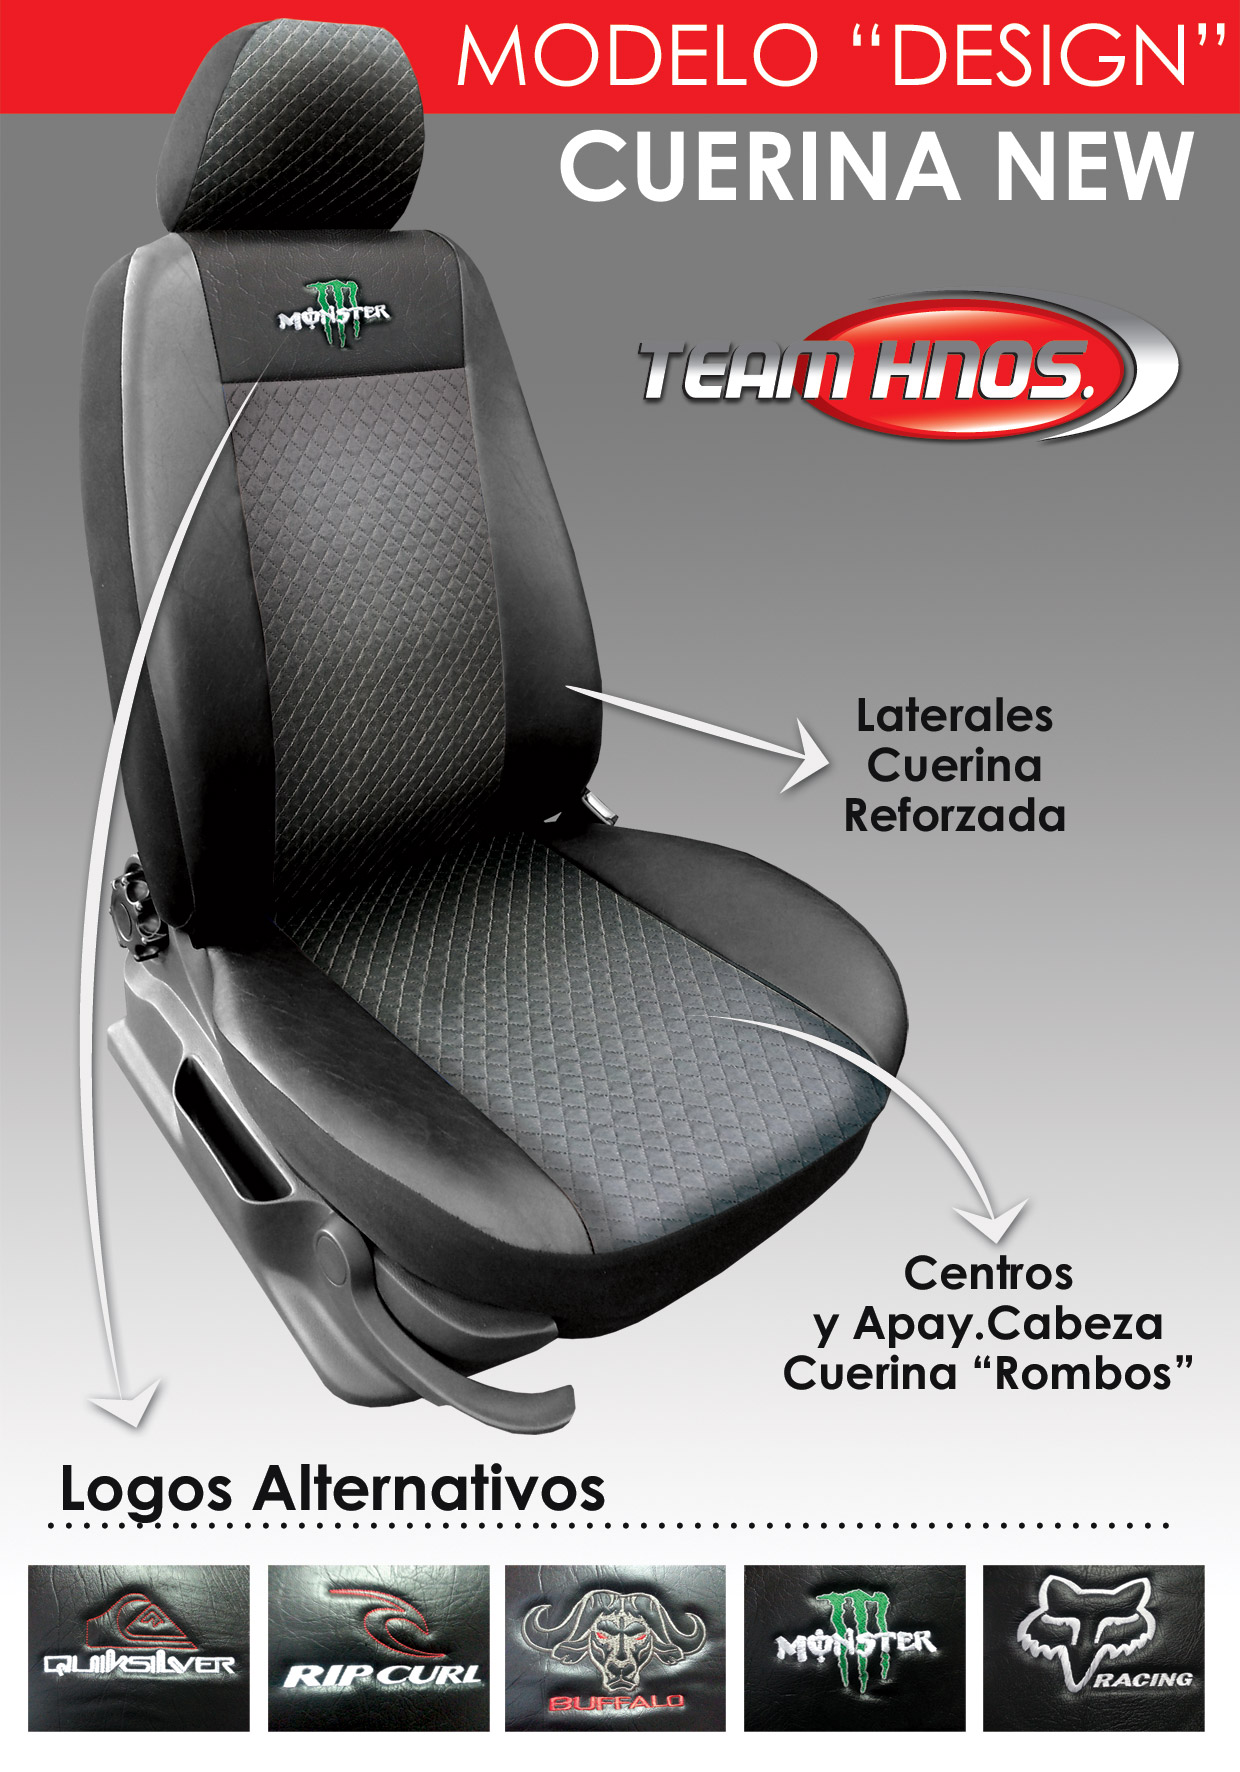 MODELO “DESIGN”
CUERINA NEW
MONSTER
TEAM HNOS.
Laterales
Cuerina
Reforzada
Centros
y Apay.Cabeza
Cuerina “Rombos”
Logos Alternativos
QUIKSILVER
RIP CURL
BUFFALO
MONSTER
RACING